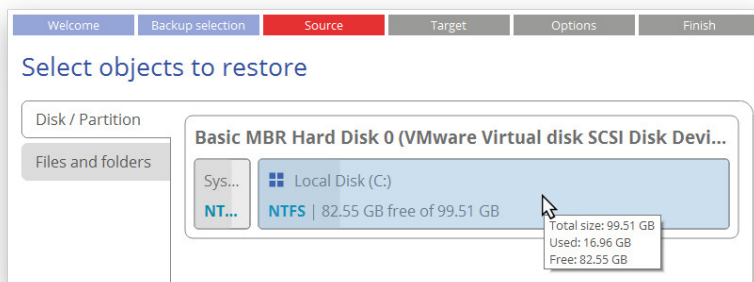 Welcome
Backup selection
Source
Target
Options
Finish
Select objects to restore
Disk / Partition
Files and folders
Basic MBR Hard Disk 0 (VMware Virtual disk SCSI Disk Devi...
Sys...
NT...
Local Disk (C:)
NTFS | 82.55 GB free of 99.51 GB
Total size: 99.51 GB
Used: 16.96 GB
Free: 82.55 GB